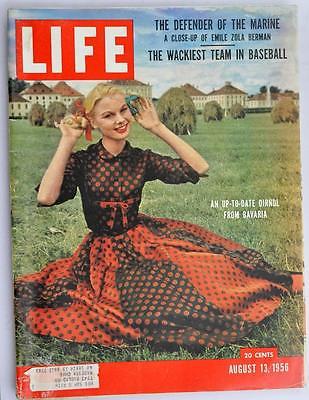 LIFE
THE DEFENDER OF THE MARINE
A CLOSE-UP OF EMILE ZOLA BERMAN
THE WACKIEST TEAM IN BASEBALL
AN UP-TO-DATE DIRNDL
FROM BAVARIA
20 CENTS
AUGUST 13, 1956